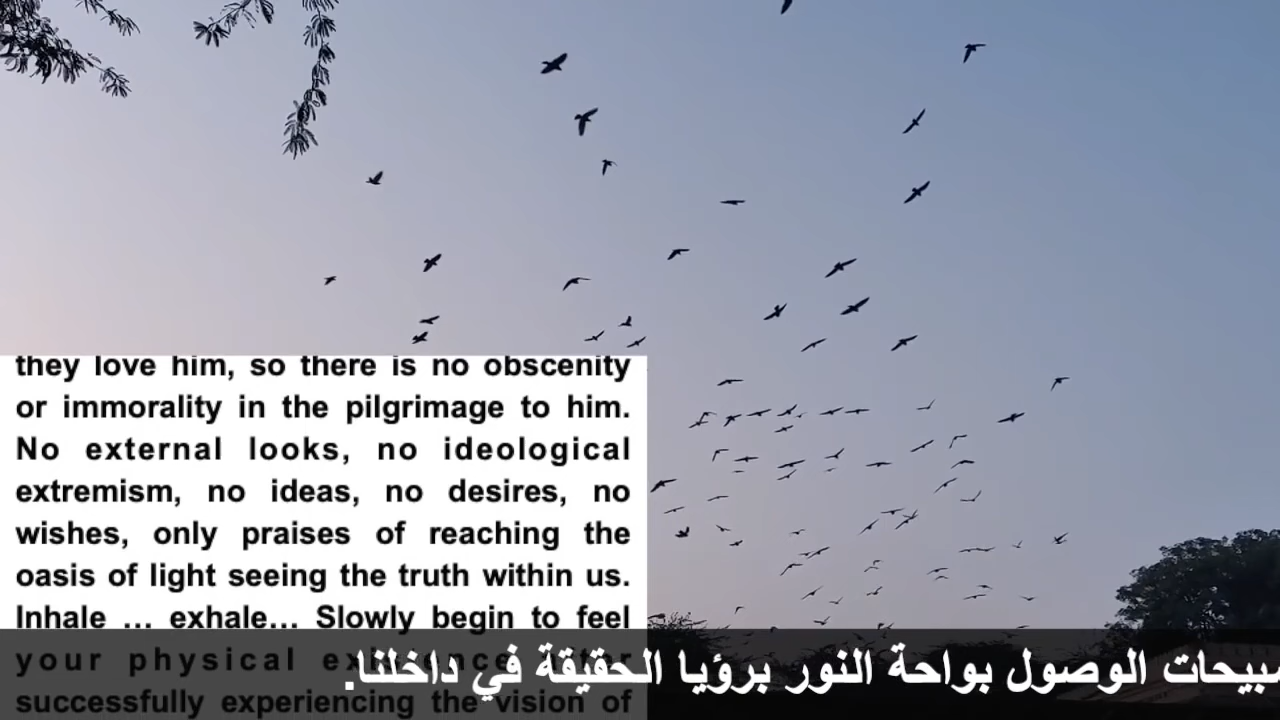 they love him, so there is no obscenity
or immorality in the pilgrimage to him.
No external looks, no ideological
extremism, no ideas, no desires, no
wishes, only praises of reaching the
oasis of light seeing the truth within us.
Inhale ... exhale... Slowly begin to feel
your physical existence after
successfully experiencing the vision of
الوصول بواحة النور برؤيا الحقيقة في داخلنا.